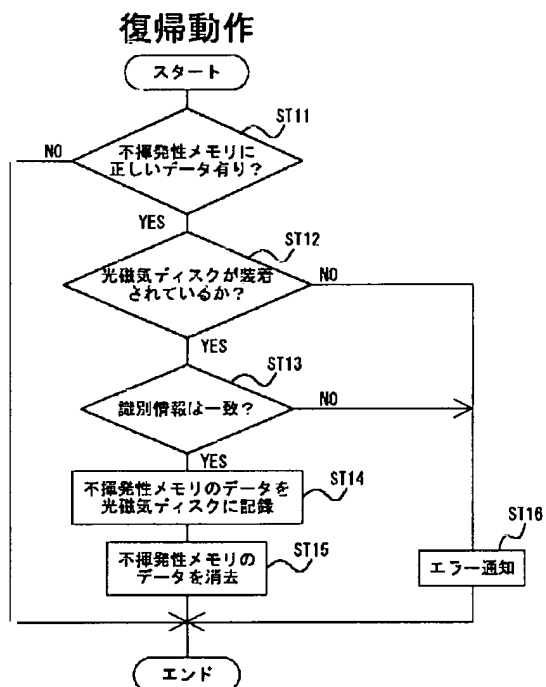 復帰動作
スタート
ST11
不揮発性メモリに
正しいデータ有り？
NO
YES
ST12
光磁気ディスクが装着
されているか？
NO
YES
ST13
識別情報は一致？
NO
YES
不揮発性メモリのデータを
光磁気ディスクに記録
ST14
不揮発性メモリの
データを消去
ST15
ST16
エラー通知
エンド